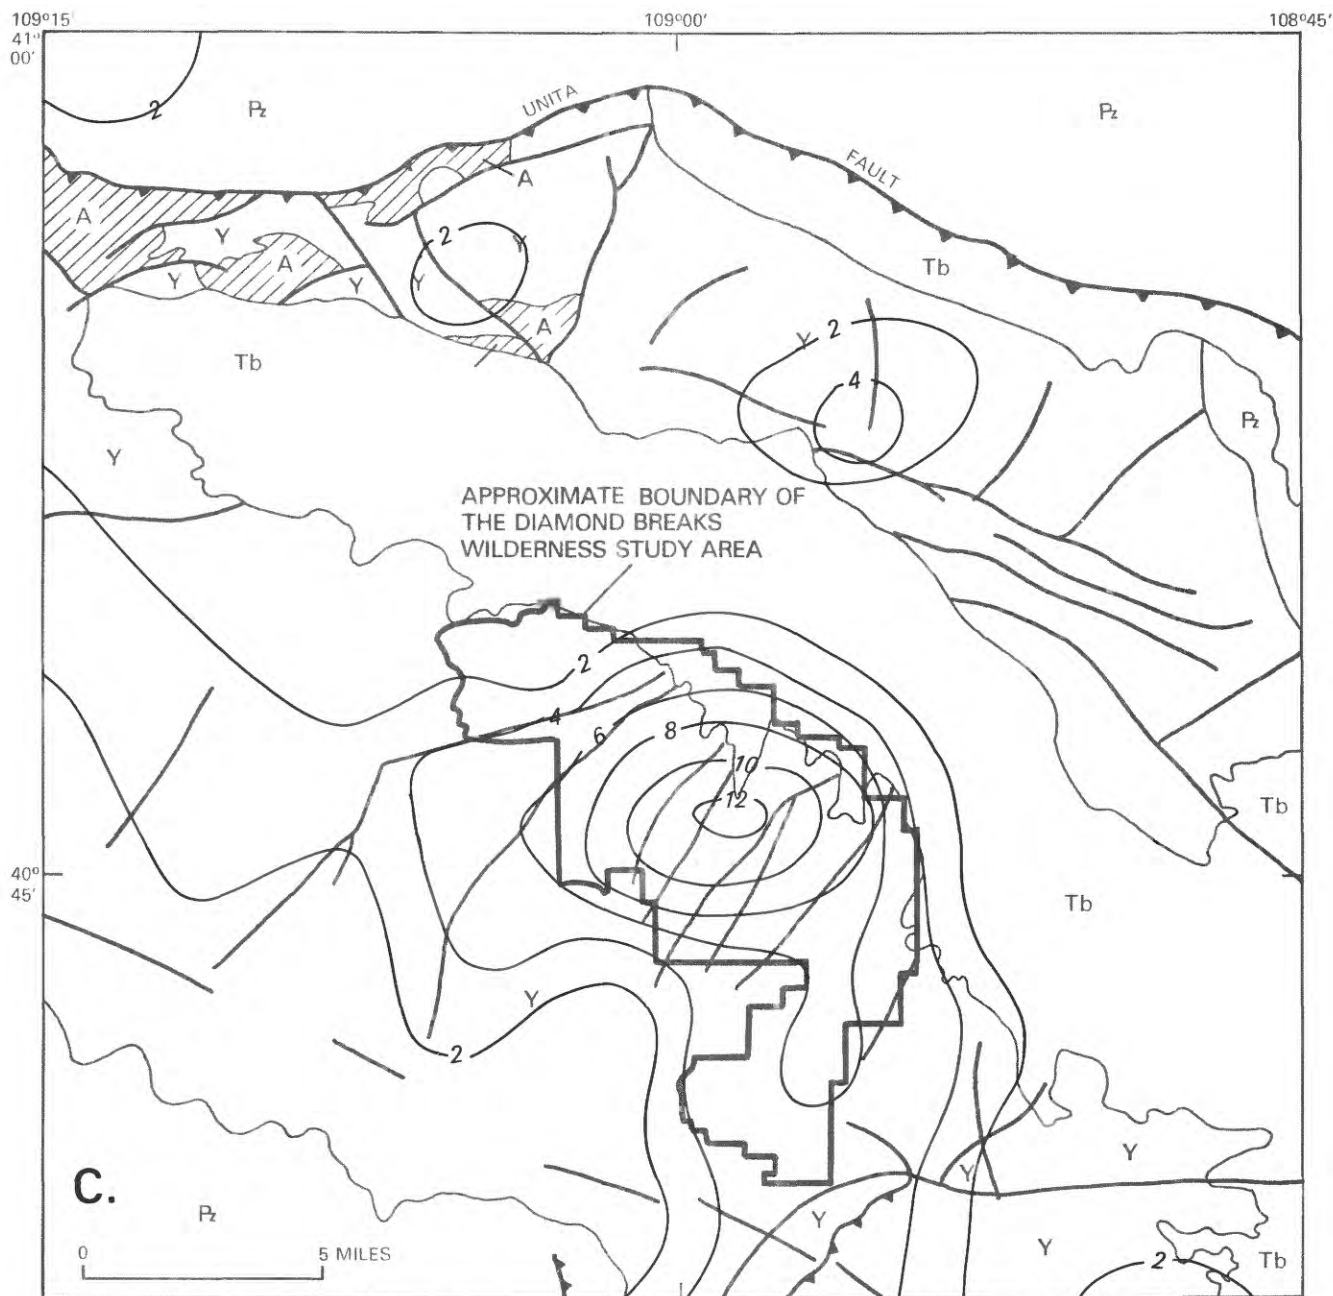 109°15' 109°00' 108°45'
41°
00'
2
Pz
UNITA
Pz
FAULT
A
A
Y
2
Y
A
Y
Y
Y
Tb
A
Tb
Y
2
4
Pz
Y
APPROXIMATE BOUNDARY OF
THE DIAMOND BREAKS
WILDERNESS STUDY AREA
2
4
6
8
10
12
Tb
40°
45'
Tb
Y
2
Y
Y
C.
Pz
Y
Y
Tb
2
0 5 MILES